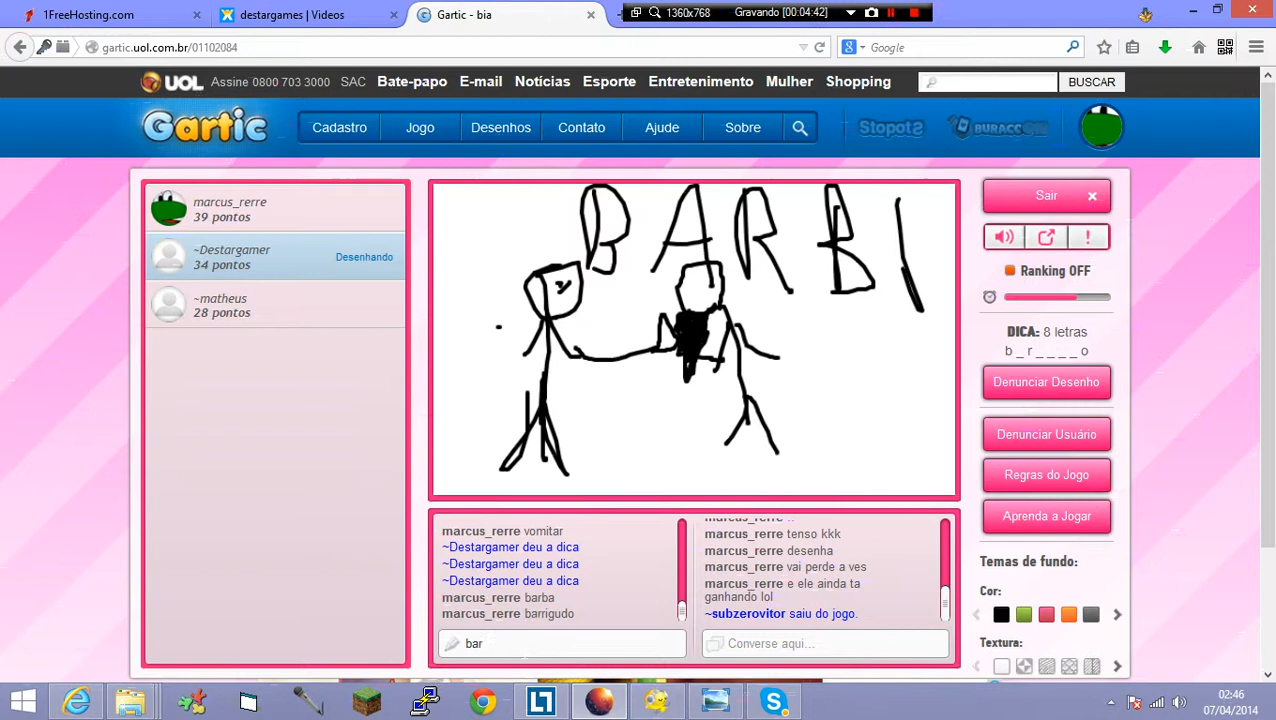 1FreeHosting.com
destargames | Videos
Gartic - bia
1360x768
Gravando [00:04:42]
gartic.uol.com.br/01102084
Google
UOL Assine 0800 703 3000 SAC Bate-papo E-mail Notícias Esporte Entretenimento Mulher Shopping BUSCAR
Gartic Cadastro Jogo Desenhos Contato Ajude Sobre StopotS
marcus_rerre
39 pontos
~Destargamer
34 pontos
Desenhando
~matheus
28 pontos
BARBI
Sair
Ranking OFF
DICA: 8 letras
b _ r _ _ _ _ o
Denunciar Desenho
Denunciar Usuário
Regras do Jogo
Aprenda a Jogar
Temas de fundo:
Cor:
Textura:
marcus_rerre vomitar
~Destargamer deu a dica
~Destargamer deu a dica
~Destargamer deu a dica
marcus_rerre barba
marcus_rerre barrigudo
bar
marcus_rerre ..
marcus_rerre tenso kkk
marcus_rerre desenha
marcus_rerre vai perde a ves
marcus_rerre e ele ainda ta
ganhando lol
~subzerovitor saiu do jogo.
Converse aqui...
02:46
07/04/2014